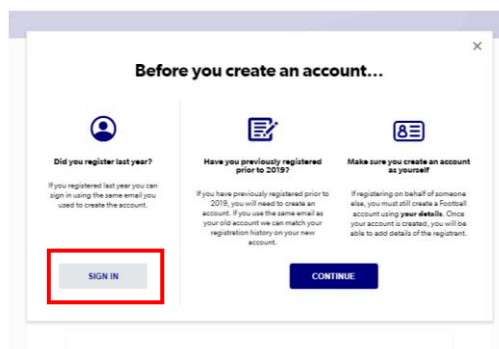 Before you create an account...
Did you register last year?
If you registered last year you can
sign in using the same email you
used to create the account.
SIGN IN
Have you previously registered
prior to 2019?
If you have previously registered prior to
2019, you will need to create an
account. If you use the same email as
your old account we can match your
registration history on your new
account.
Make sure you create an account
as yourself
If registering on behalf of someone
else, you must still create a Football
account using your details. Once
your account is created, you will be
able to add details of the registrant.
CONTINUE